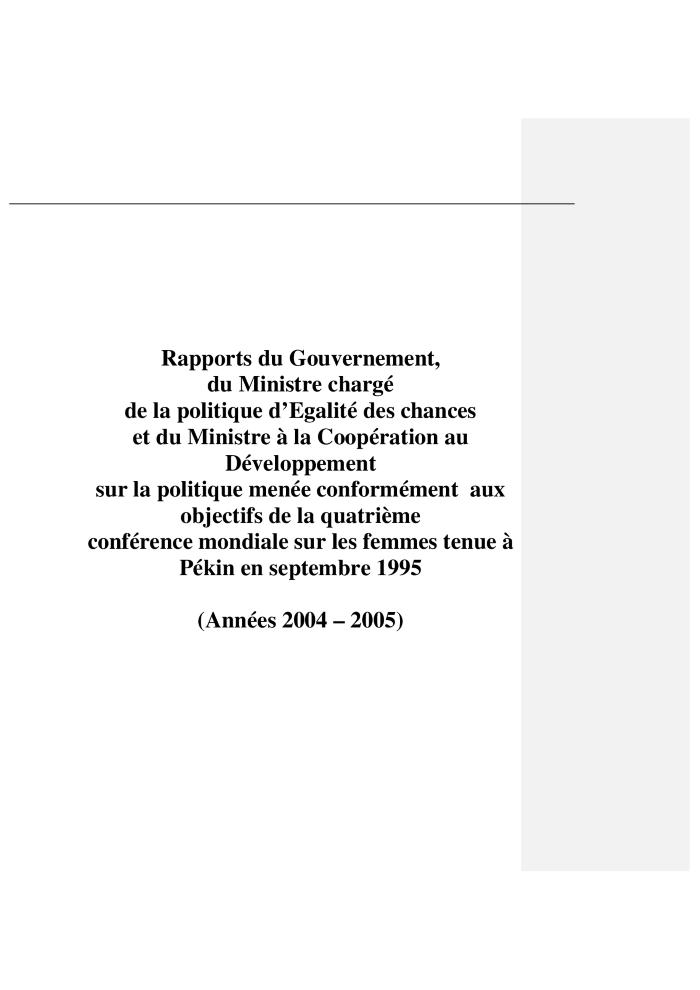 Rapports du Gouvernement,
du Ministre chargé
de la politique d’Egalité des chances
et du Ministre à la Coopération au
Développement
sur la politique menée conformément  aux
objectifs de la quatrième
conférence mondiale sur les femmes tenue à
Pékin en septembre 1995
(Années 2004 – 2005)